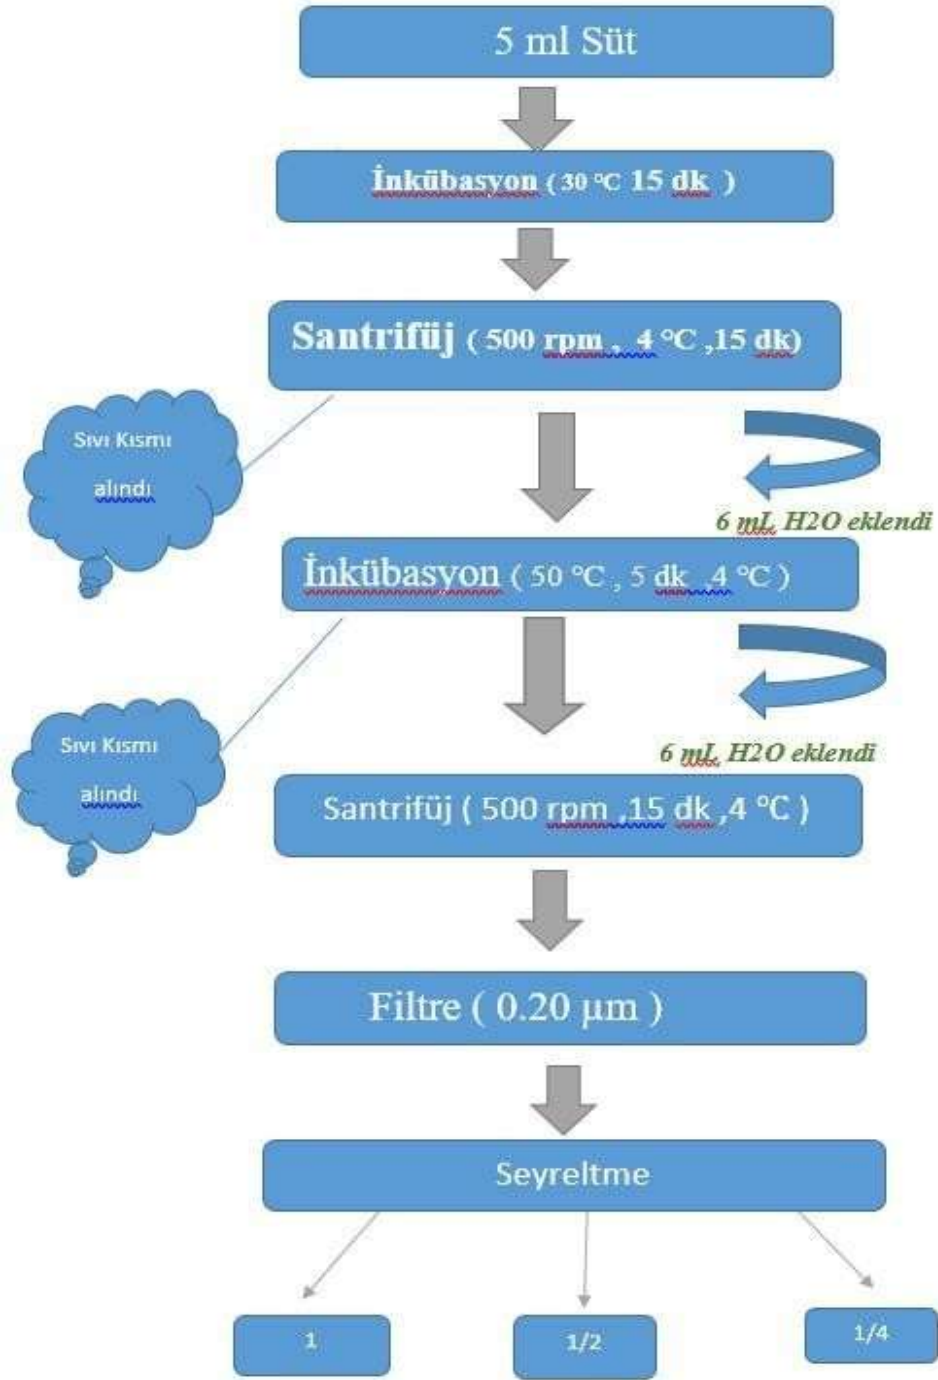 5 ml Süt
İnkübasyon ( 30 °C 15 dk )
Santrifüj ( 500 rpm , 4 °C ,15 dk)
Sıvı Kısmı
alındı
6 mL H2O eklendi
İnkübasyon ( 50 °C , 5 dk ,4 °C )
Sıvı Kısmı
alındı
6 mL H2O eklendi
Santrifüj ( 500 rpm ,15 dk ,4 °C )
Filtre ( 0.20 µm )
Seyreltme
1
1/2
1/4